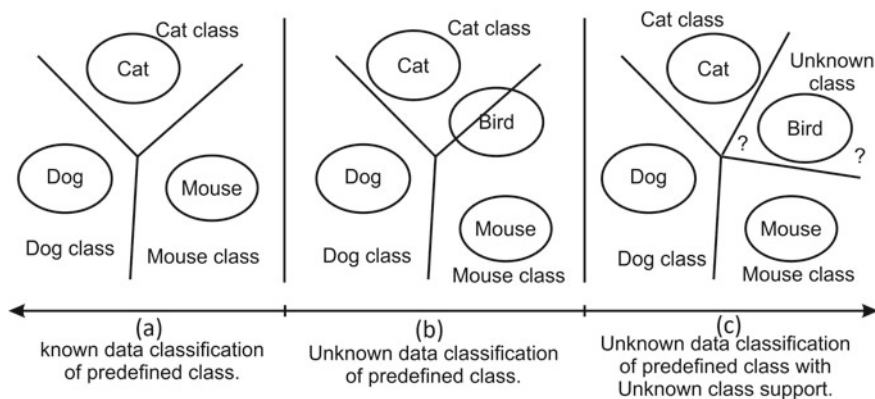 Cat class
Cat
Dog
Mouse
Dog class
Mouse class
(a)
known data classification
of predefined class.
Cat class
Cat
Bird
Dog
Mouse
Dog class
Mouse class
(b)
Unknown data classification
of predefined class.
Cat class
Cat
Unknown
class
Bird
?
?
Dog
Mouse
Dog class
Mouse class
(c)
Unknown data classification
of predefined class with
Unknown class support.